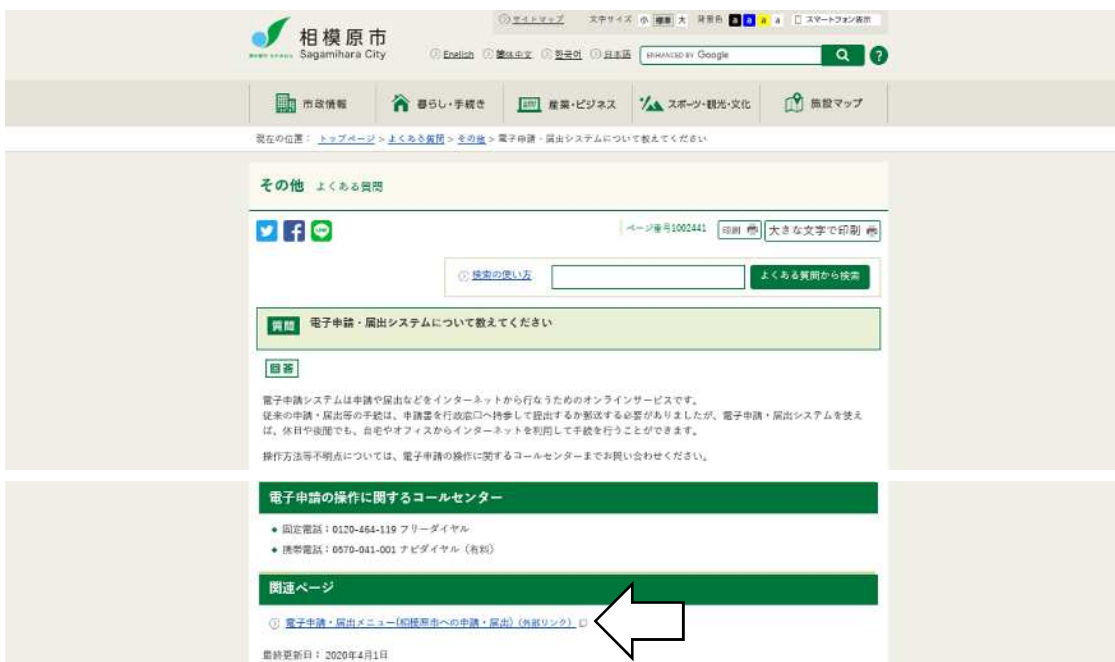 サイトマップ 文字サイズ 小 標準 大 背景色 a a a a スマートフォン表示
相模原市
Sagamihara City
English 簡体中文 한국어 日本語 ENHANCED BY Google ?
市政情報 暮らし・手続き 産業・ビジネス スポーツ・観光・文化 施設マップ
現在の位置： トップページ > よくある質問 > その他 > 電子申請・届出システムについて教えてください
その他 よくある質問
ページ番号1002441 印刷 大きな文字で印刷
検索の使い方 よくある質問から検索
質問 電子申請・届出システムについて教えてください
回答
電子申請システムは申請や届出などをインターネットから行なうためのオンラインサービスです。
従来の申請・届出等の手続は、申請書を行政窓口へ持参して提出するか郵送する必要がありましたが、電子申請・届出システムを使え
ば、休日や夜間でも、自宅やオフィスからインターネットを利用して手続を行うことができます。
操作方法等不明点については、電子申請の操作に関するコールセンターまでお問い合わせください。
電子申請の操作に関するコールセンター
固定電話：0120-464-119 フリーダイヤル
携帯電話：0570-041-001 ナビダイヤル（有料）
関連ページ
電子申請・届出メニュー(相模原市への申請・届出)（外部リンク）
最終更新日： 2020年4月1日